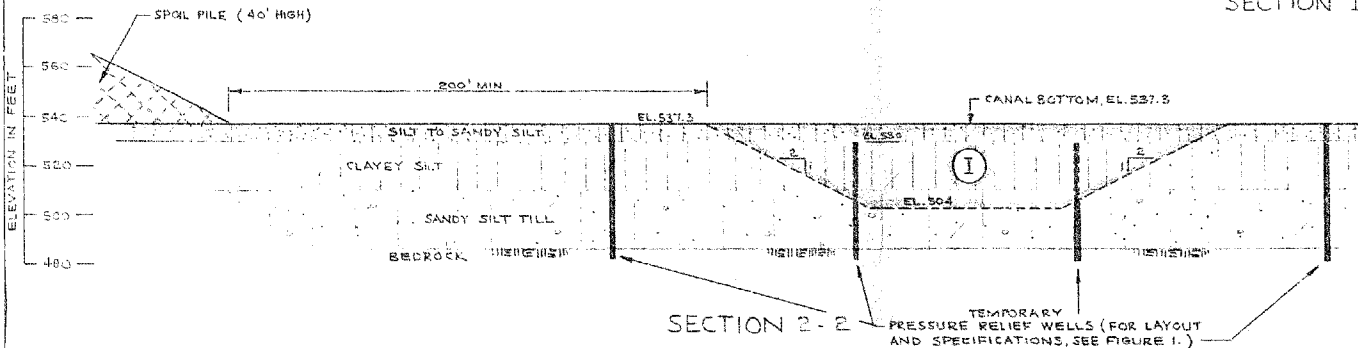 SECTION 1
580
SPOIL PILE (40' HIGH)
560
540
520
500
480
ELEVATION IN FEET
200' MIN
CANAL BOTTOM, EL. 537.3
EL. 537.3
SILT TO SANDY SILT
EL. 530
CLAYEY SILT
2
1
I
2
1
EL. 504
SANDY SILT TILL
BEDROCK
SECTION 2-2
TEMPORARY
PRESSURE RELIEF WELLS (FOR LAYOUT
AND SPECIFICATIONS, SEE FIGURE 1.)